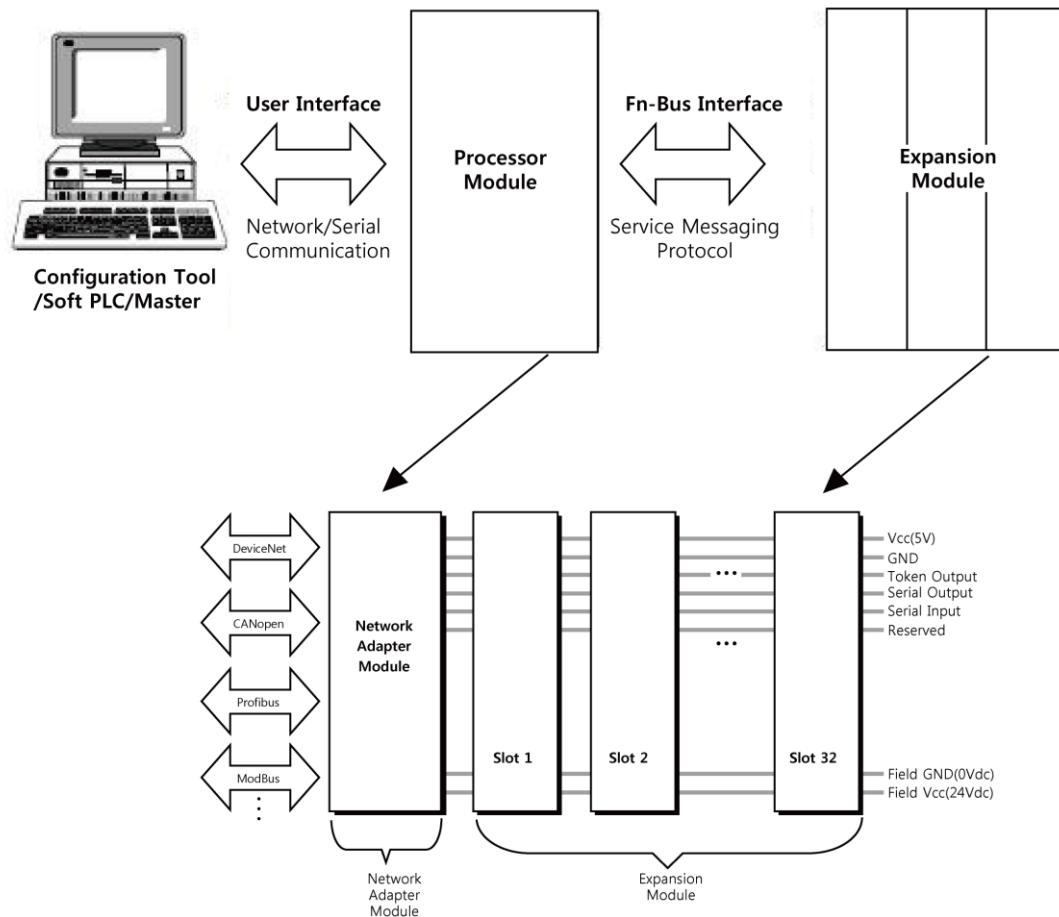 User Interface
Network/Serial
Communication
Configuration Tool
/Soft PLC/Master
Processor
Module
Fn-Bus Interface
Service Messaging
Protocol
Expansion
Module
DeviceNet
CANopen
Profibus
ModBus
Network
Adapter
Module
Slot 1
Slot 2
Slot 32
Vcc(5V)
GND
Token Output
Serial Output
Serial Input
Reserved
Field GND(0Vdc)
Field Vcc(24Vdc)
Network
Adapter
Module
Expansion
Module